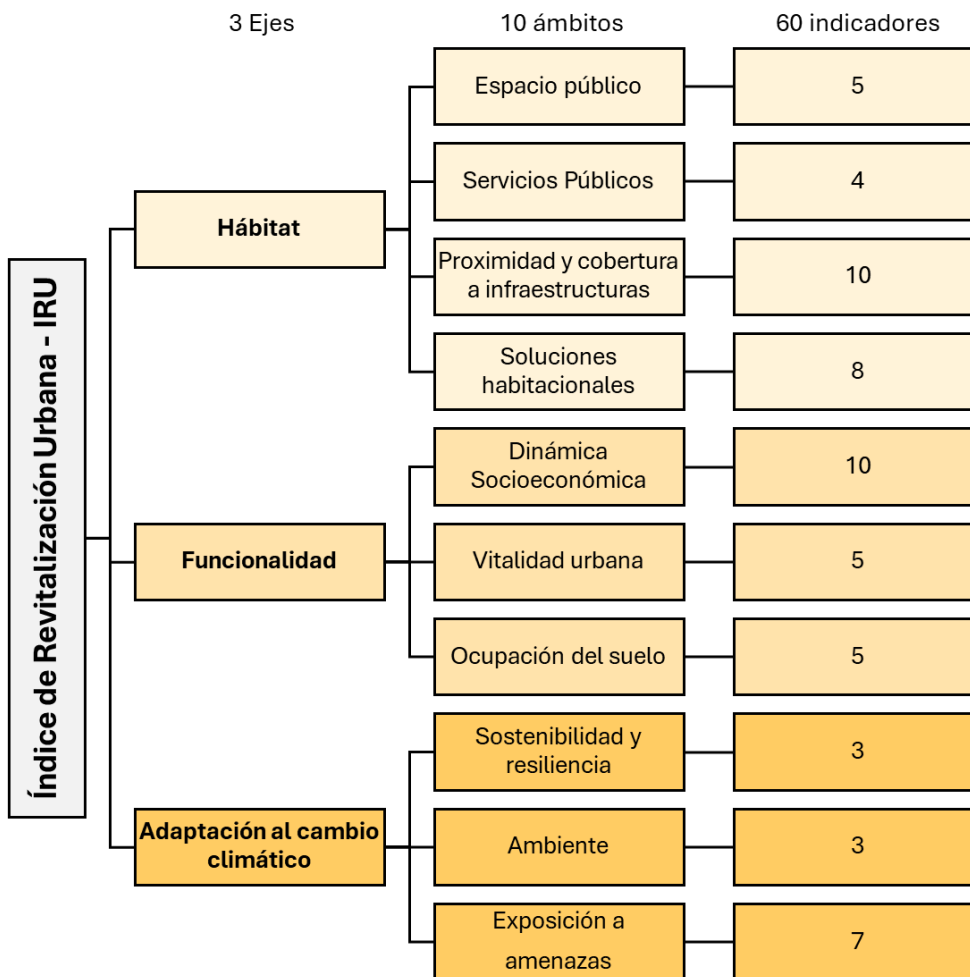 3 Ejes
10 ámbitos
60 indicadores
Índice de Revitalización Urbana - IRU
Hábitat
Espacio público
5
Servicios Públicos
4
Proximidad y cobertura
a infraestructuras
10
Soluciones
habitacionales
8
Funcionalidad
Dinámica
Socioeconómica
10
Vitalidad urbana
5
Ocupación del suelo
5
Adaptación al cambio
climático
Sostenibilidad y
resiliencia
3
Ambiente
3
Exposición a
amenazas
7